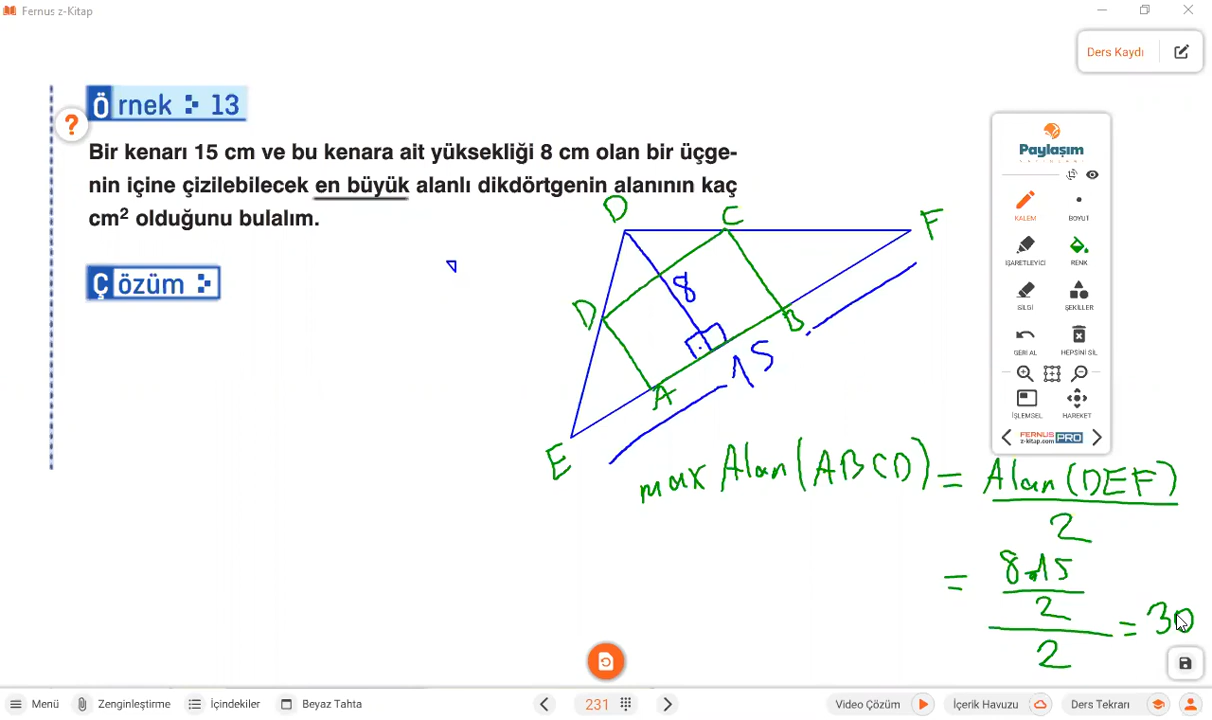 Fernus z-Kitap
Ders Kaydı
Örnek 13
?
Bir kenarı 15 cm ve bu kenara ait yüksekliği 8 cm olan bir üçge-
nin içine çizilebilecek en büyük alanlı dikdörtgenin alanının kaç
cm² olduğunu bulalım.
Çözüm
D
C
F
8
D
B
15
A
E
max Alan(ABCD) = Alan(DEF)
2
= 8.15
2
2
= 30
Paylaşım
KALEM
BOYUT
İŞARETLEYİCİ
RENK
SİLGİ
ŞEKİLLER
GERİ AL
HEPSİNİ SİL
İŞLEMSEL
HAREKET
FERNUS
z-kitap.com PRO
Menü
Zenginleştirme
İçindekiler
Beyaz Tahta
231
Video Çözüm
İçerik Havuzu
Ders Tekrarı